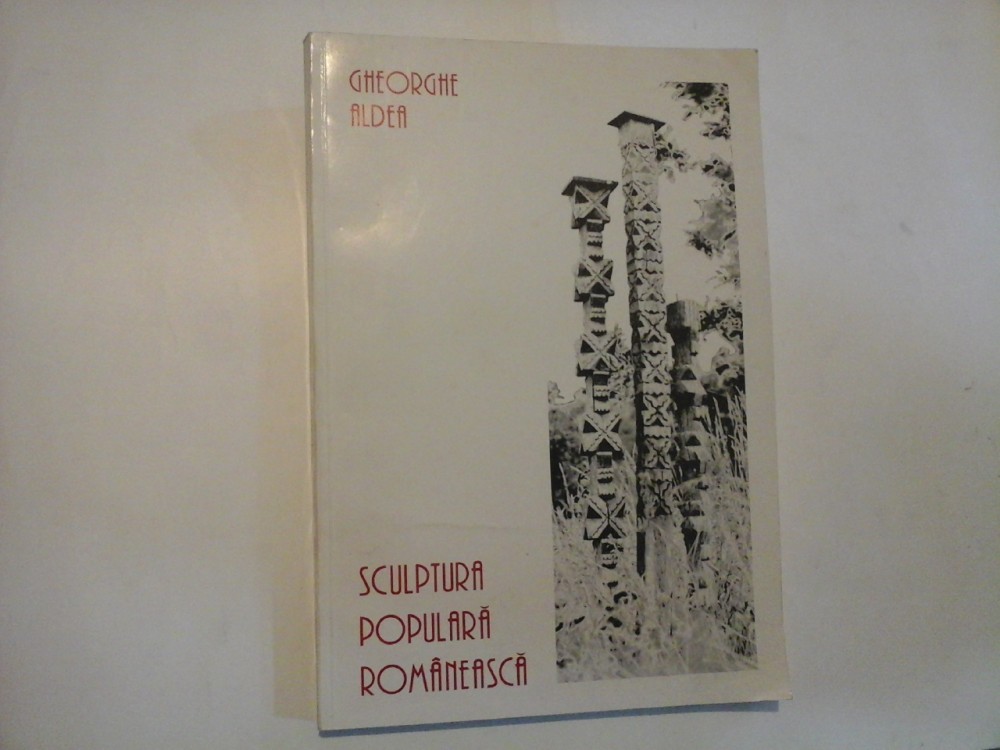 GHEORGHE
ALDEA
SCULPTURA
POPULARĂ
ROMÂNEASCĂ